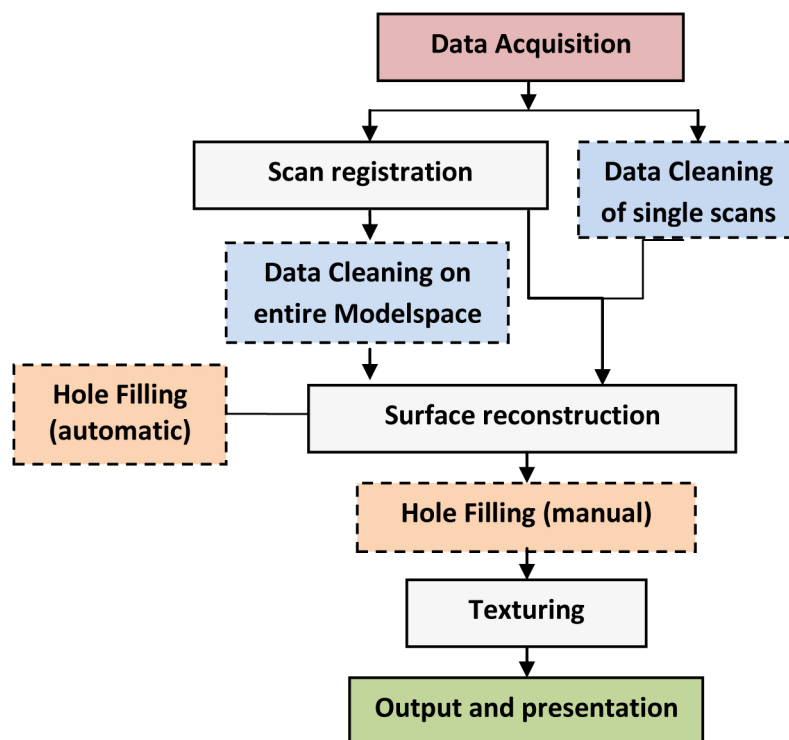 Data Acquisition
Scan registration
Data Cleaning
of single scans
Data Cleaning on
entire Modelspace
Hole Filling
(automatic)
Surface reconstruction
Hole Filling (manual)
Texturing
Output and presentation